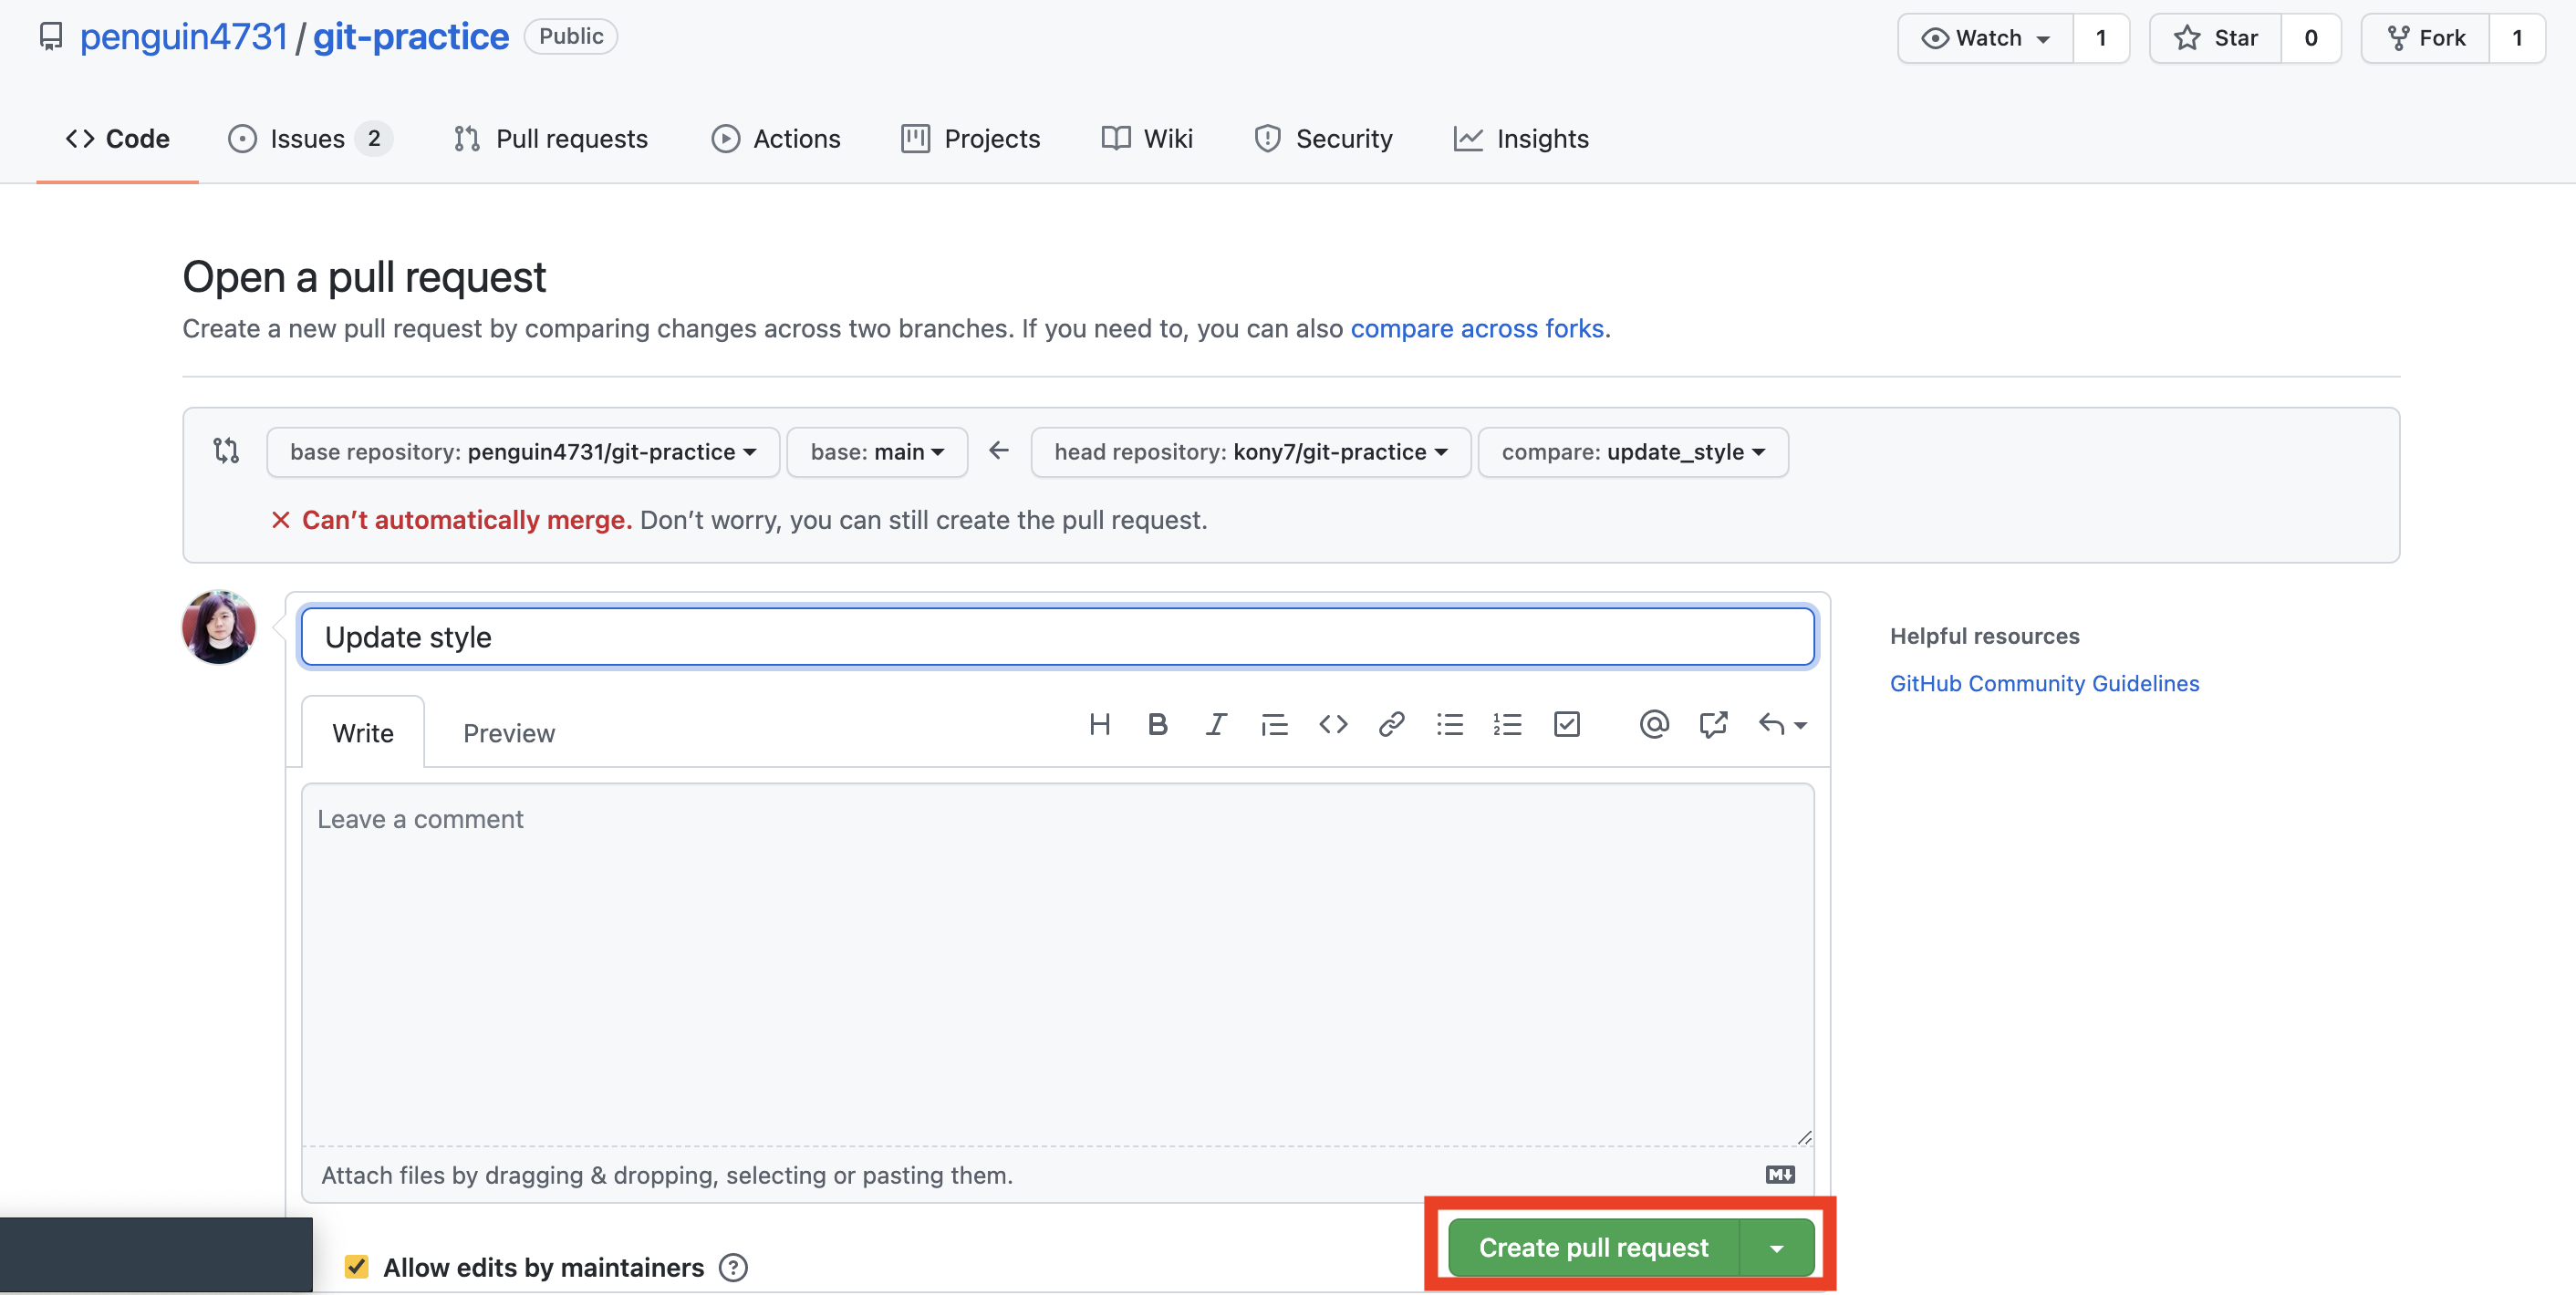 penguin4731 / git-practice Public Watch 1 Star 0 Fork 1
Code Issues 2 Pull requests Actions Projects Wiki Security Insights
Open a pull request
Create a new pull request by comparing changes across two branches. If you need to, you can also compare across forks.
base repository: penguin4731/git-practice base: main ← head repository: kony7/git-practice compare: update_style
Can’t automatically merge. Don’t worry, you can still create the pull request.
Update style
Helpful resources
GitHub Community Guidelines
Write Preview
Leave a comment
Attach files by dragging & dropping, selecting or pasting them.
Allow edits by maintainers
Create pull request